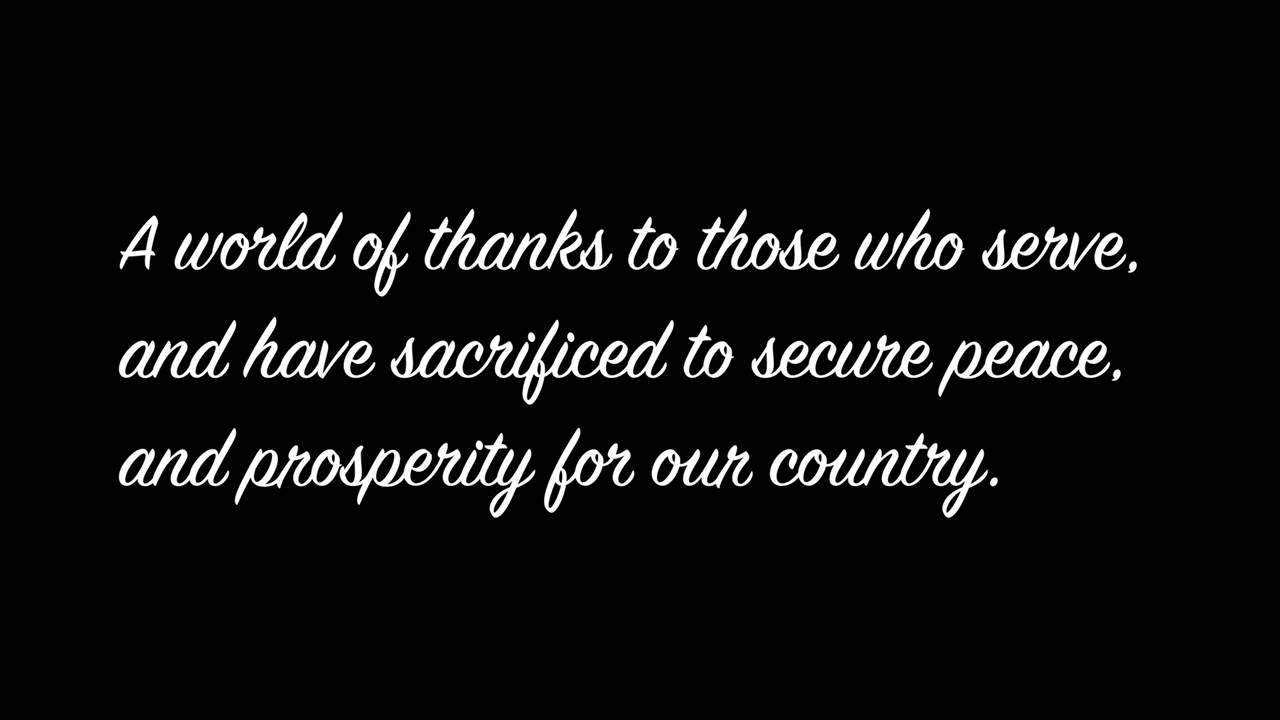 A world of thanks to those who serve,
and have sacrificed to secure peace,
and prosperity for our country.